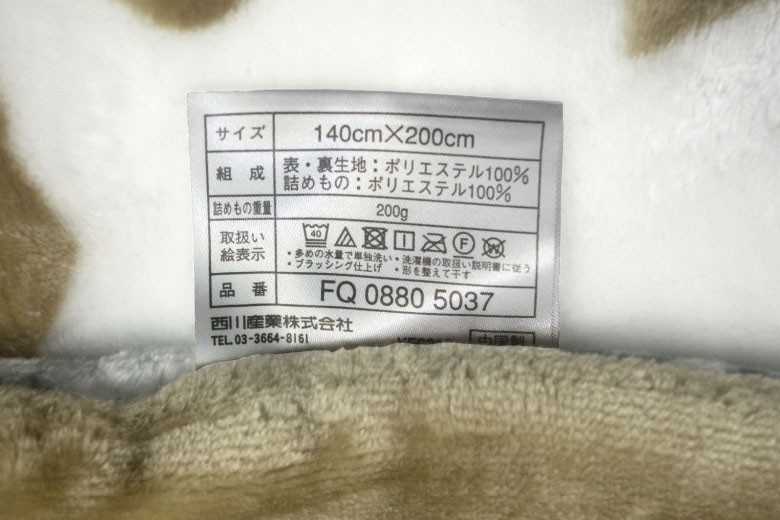 サイズ 140cm×200cm
組成 表・裏生地：ポリエステル100%
詰めもの：ポリエステル100%
詰めもの重量 200g
取扱い絵表示 40
・多めの水量で単独洗い・洗濯機の取扱い説明書に従う
・ブラッシング仕上げ ・形を整えて干す
品番 FQ 0880 5037
西川産業株式会社
TEL.03-3664-8161
中国製